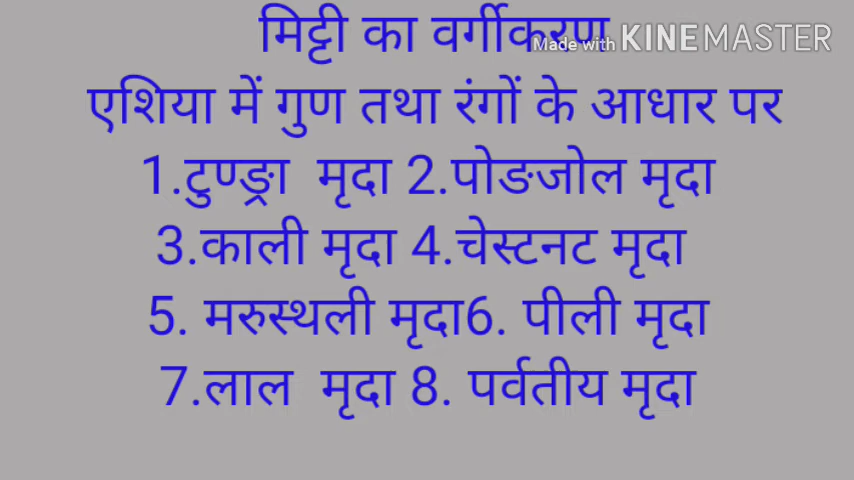 मिट्टी का वर्गीकरण
Made with KINEMASTER
एशिया में गुण तथा रंगों के आधार पर
1.टुण्ड्रा मृदा 2.पोङजोल मृदा
3.काली मृदा 4.चेस्टनट मृदा
5. मरुस्थली मृदा6. पीली मृदा
7.लाल मृदा 8. पर्वतीय मृदा